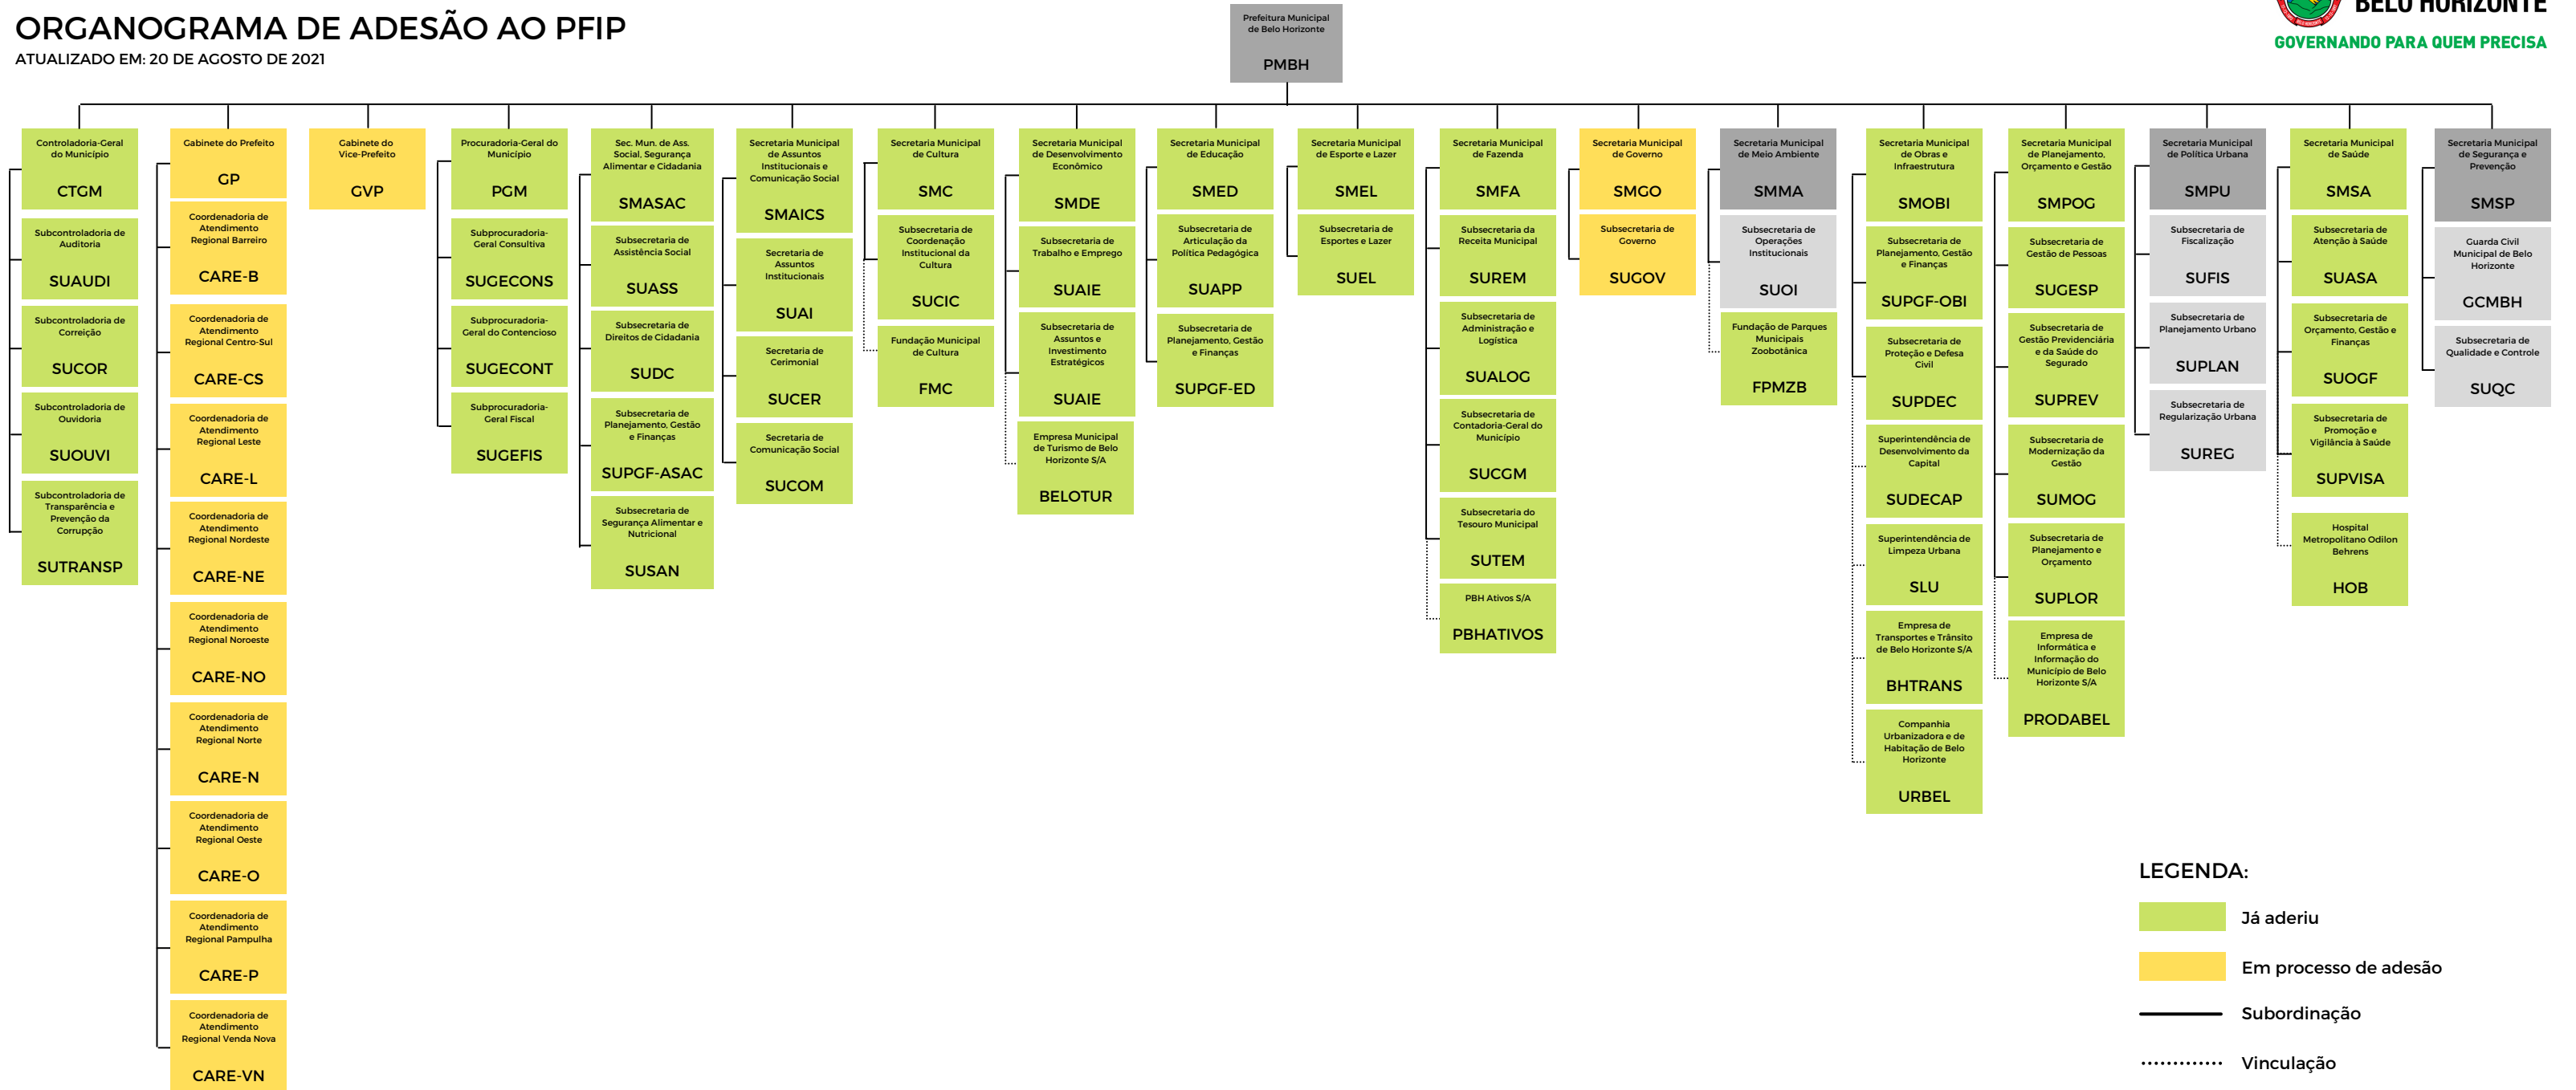 ORGANOGRAMA DE ADESÃO AO PFIP
ATUALIZADO EM: 20 DE AGOSTO DE 2021
Prefeitura Municipal
de Belo Horizonte
PMBH
BELO HORIZONTE
GOVERNANDO PARA QUEM PRECISA
Controladoria-Geral
do Município
CTGM
Subcontroladoria de
Auditoria
SUAUDI
Subcontroladoria de
Correição
SUCOR
Subcontroladoria de
Ouvidoria
SUOUVI
Subcontroladoria de
Transparência e
Prevenção da
Corrupção
SUTRANSP
Gabinete do Prefeito
GP
Coordenadoria de
Atendimento
Regional Barreiro
CARE-B
Coordenadoria de
Atendimento
Regional Centro-Sul
CARE-CS
Coordenadoria de
Atendimento
Regional Leste
CARE-L
Coordenadoria de
Atendimento
Regional Nordeste
CARE-NE
Coordenadoria de
Atendimento
Regional Noroeste
CARE-NO
Coordenadoria de
Atendimento
Regional Norte
CARE-N
Coordenadoria de
Atendimento
Regional Oeste
CARE-O
Coordenadoria de
Atendimento
Regional Pampulha
CARE-P
Coordenadoria de
Atendimento
Regional Venda Nova
CARE-VN
Gabinete do
Vice-Prefeito
GVP
Procuradoria-Geral do
Município
PGM
Subprocuradoria-
Geral Consultiva
SUGECONS
Subprocuradoria-
Geral do Contencioso
SUGECONT
Subprocuradoria-
Geral Fiscal
SUGEFIS
Sec. Mun. de Ass.
Social, Segurança
Alimentar e Cidadania
SMASAC
Subsecretaria de
Assistência Social
SUASS
Subsecretaria de
Direitos de Cidadania
SUDC
Subsecretaria de
Planejamento, Gestão
e Finanças
SUPGF-ASAC
Subsecretaria de
Segurança Alimentar e
Nutricional
SUSAN
Secretaria Municipal
de Assuntos
Institucionais e
Comunicação Social
SMAICS
Secretaria de
Assuntos
Institucionais
SUAI
Secretaria de
Cerimonial
SUCER
Secretaria de
Comunicação Social
SUCOM
Secretaria Municipal
de Cultura
SMC
Subsecretaria de
Coordenação
Institucional da
Cultura
SUCIC
Fundação Municipal
de Cultura
FMC
Secretaria Municipal
de Desenvolvimento
Econômico
SMDE
Subsecretaria de
Trabalho e Emprego
SUAIE
Subsecretaria de
Assuntos e
Investimento
Estratégicos
SUAIE
Empresa Municipal
de Turismo de Belo
Horizonte S/A
BELOTUR
Secretaria Municipal
de Educação
SMED
Subsecretaria de
Articulação da
Política Pedagógica
SUAPP
Subsecretaria de
Planejamento, Gestão
e Finanças
SUPGF-ED
Secretaria Municipal
de Esporte e Lazer
SMEL
Subsecretaria de
Esportes e Lazer
SUEL
Secretaria Municipal
de Fazenda
SMFA
Subsecretaria da
Receita Municipal
SUREM
Subsecretaria de
Administração e
Logística
SUALOG
Subsecretaria de
Contadoria-Geral do
Município
SUCGM
Subsecretaria do
Tesouro Municipal
SUTEM
PBH Ativos S/A
PBHATIVOS
Secretaria Municipal
de Governo
SMGO
Subsecretaria de
Governo
SUGOV
Secretaria Municipal
de Meio Ambiente
SMMA
Subsecretaria de
Operações
Institucionais
SUOI
Fundação de Parques
Municipais
Zoobotânica
FPMZB
Secretaria Municipal
de Obras e
Infraestrutura
SMOBI
Subsecretaria de
Planejamento, Gestão
e Finanças
SUPGF-OBI
Subsecretaria de
Proteção e Defesa
Civil
SUPDEC
Superintendência de
Desenvolvimento da
Capital
SUDECAP
Superintendência de
Limpeza Urbana
SLU
Empresa de
Transportes e Trânsito
de Belo Horizonte S/A
BHTRANS
Companhia
Urbanizadora e de
Habitação de Belo
Horizonte
URBEL
Secretaria Municipal
de Planejamento,
Orçamento e Gestão
SMPOG
Subsecretaria de
Gestão de Pessoas
SUGESP
Subsecretaria de
Gestão Previdenciária
e da Saúde do
Segurado
SUPREV
Subsecretaria de
Modernização da
Gestão
SUMOG
Subsecretaria de
Planejamento e
Orçamento
SUPLOR
Empresa de
Informática e
Informação do
Município de Belo
Horizonte S/A
PRODABEL
Secretaria Municipal
de Política Urbana
SMPU
Subsecretaria de
Fiscalização
SUFIS
Subsecretaria de
Planejamento Urbano
SUPLAN
Subsecretaria de
Regularização Urbana
SUREG
Secretaria Municipal
de Saúde
SMSA
Subsecretaria de
Atenção à Saúde
SUASA
Subsecretaria de
Orçamento, Gestão e
Finanças
SUOGF
Subsecretaria de
Promoção e
Vigilância à Saúde
SUPVISA
Hospital
Metropolitano Odilon
Behrens
HOB
Secretaria Municipal
de Segurança e
Prevenção
SMSP
Guarda Civil
Municipal de Belo
Horizonte
GCMBH
Subsecretaria de
Qualidade e Controle
SUQC
LEGENDA:
Já aderiu
Em processo de adesão
Subordinação
Vinculação